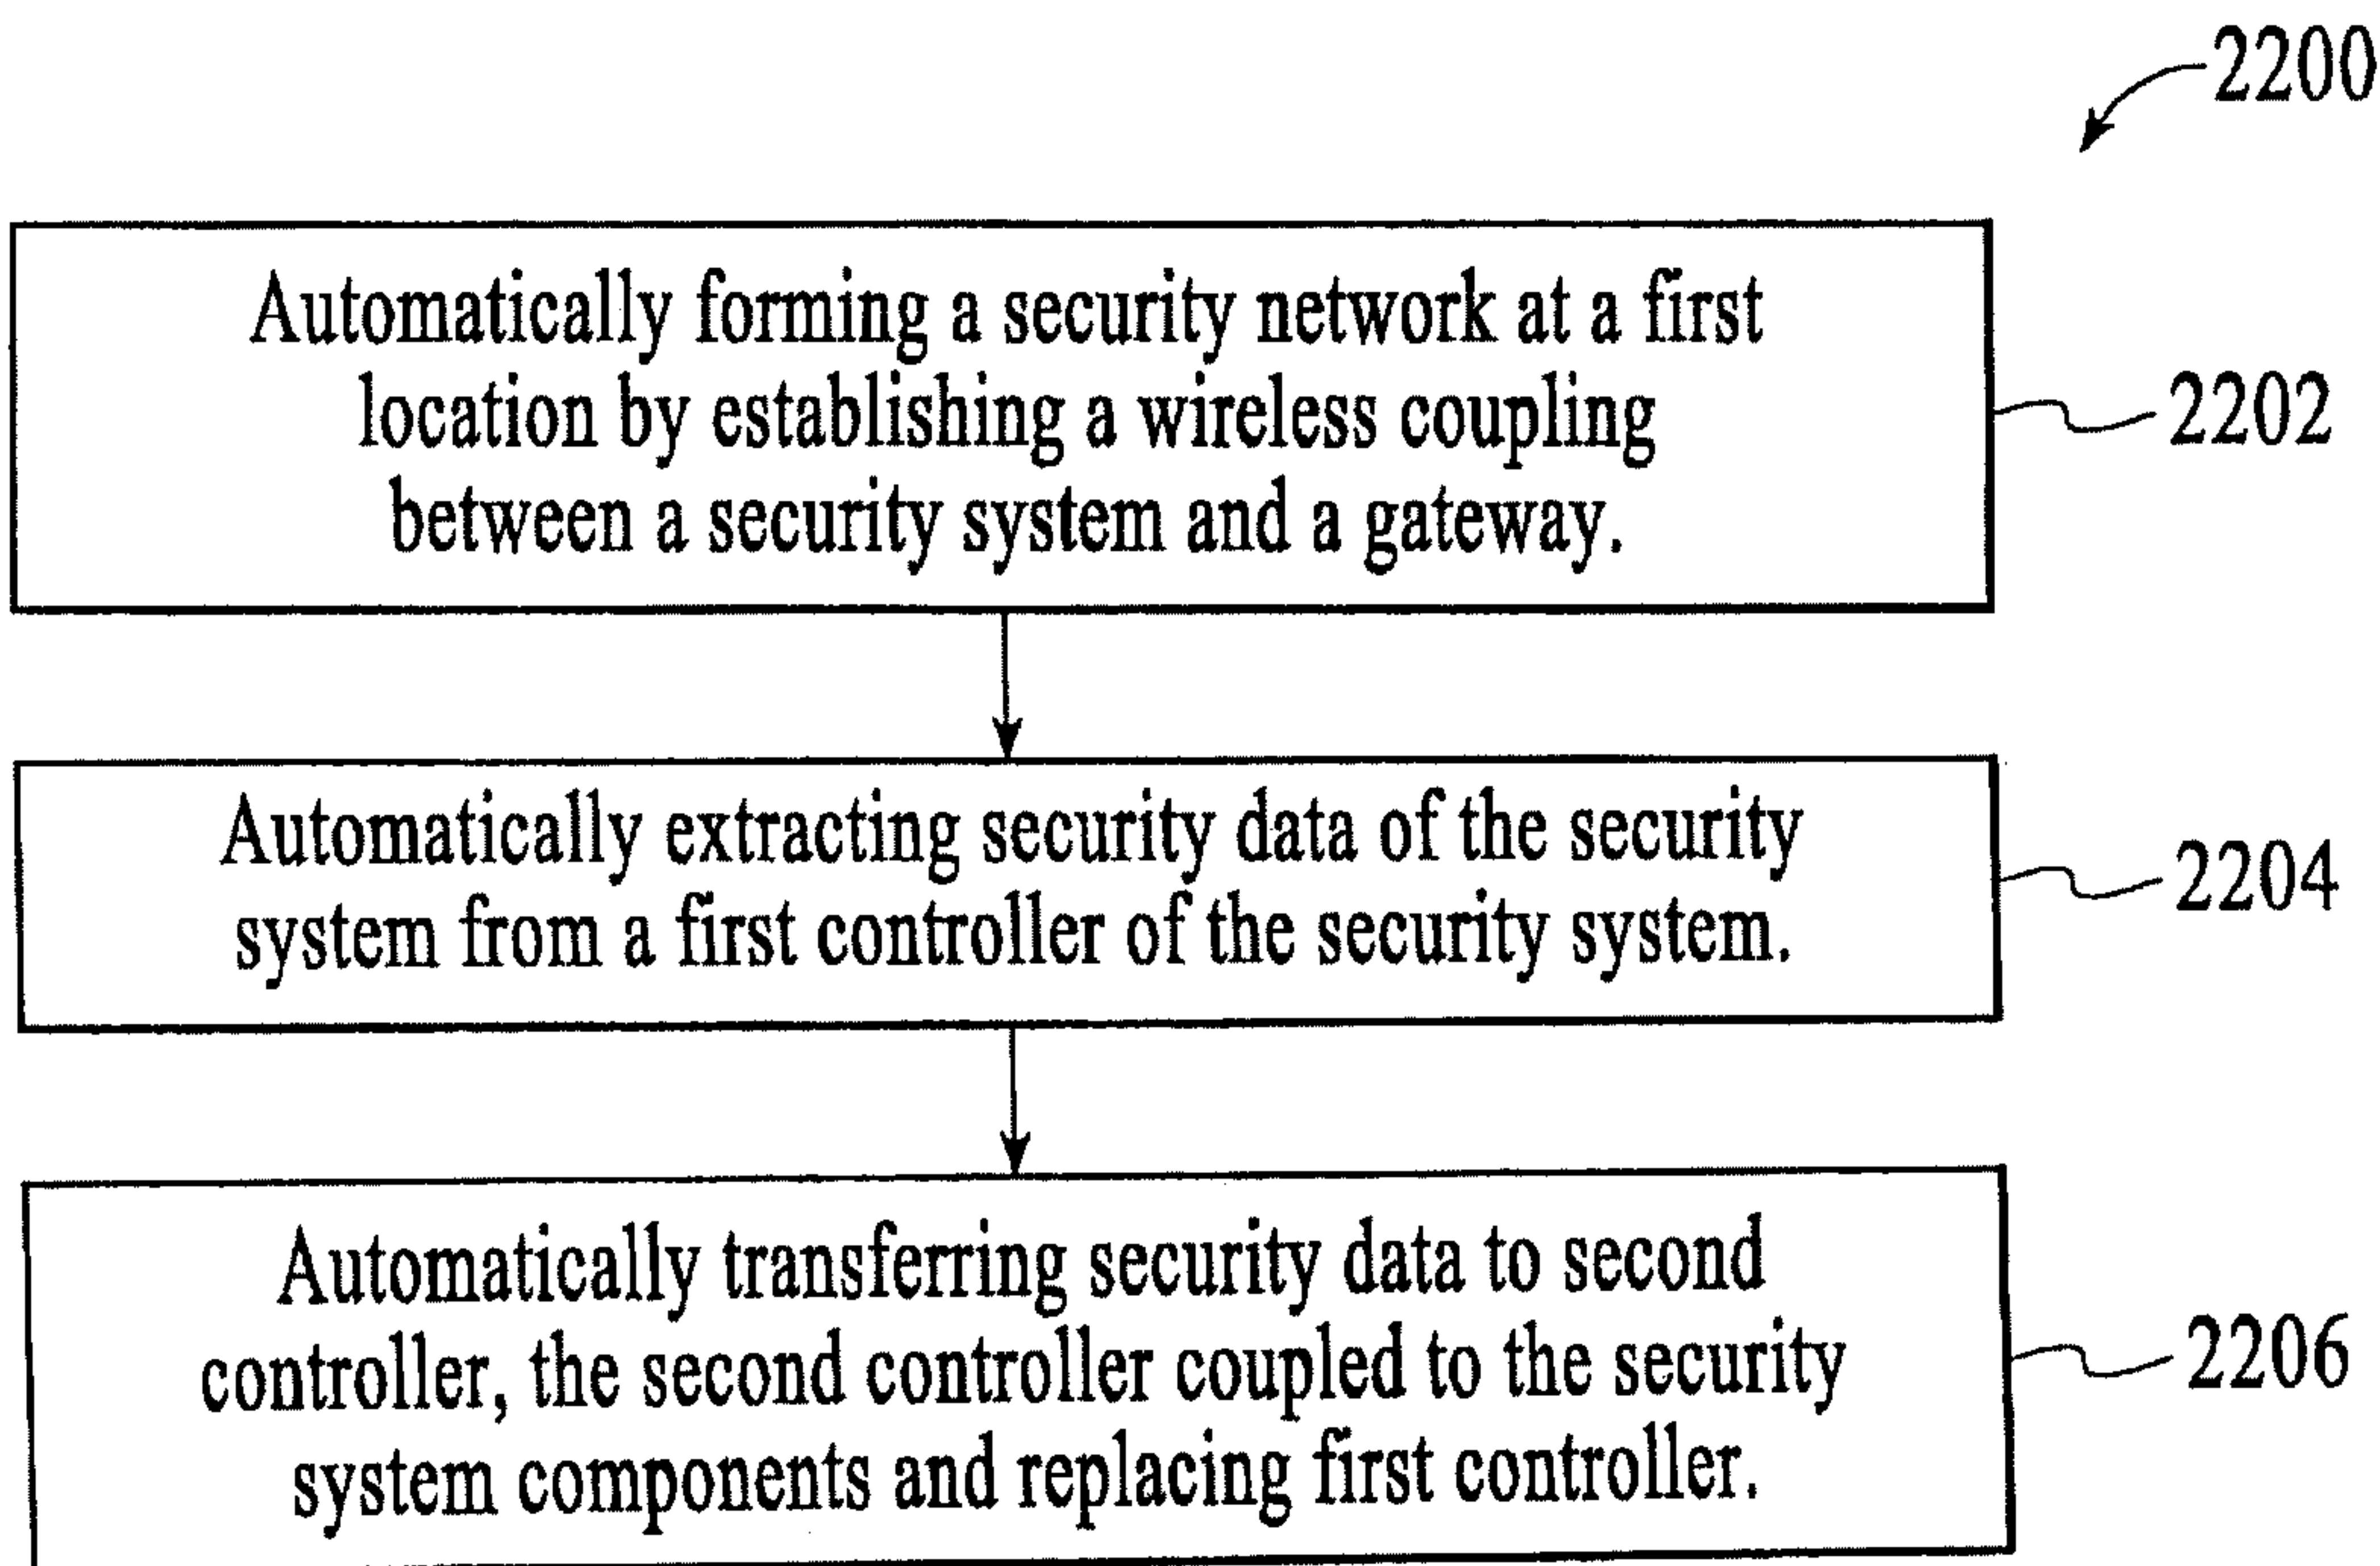 2200
Automatically forming a security network at a first
location by establishing a wireless coupling
between a security system and a gateway.
2202
Automatically extracting security data of the security
system from a first controller of the security system.
2204
Automatically transferring security data to second
controller, the second controller coupled to the security
system components and replacing first controller.
2206